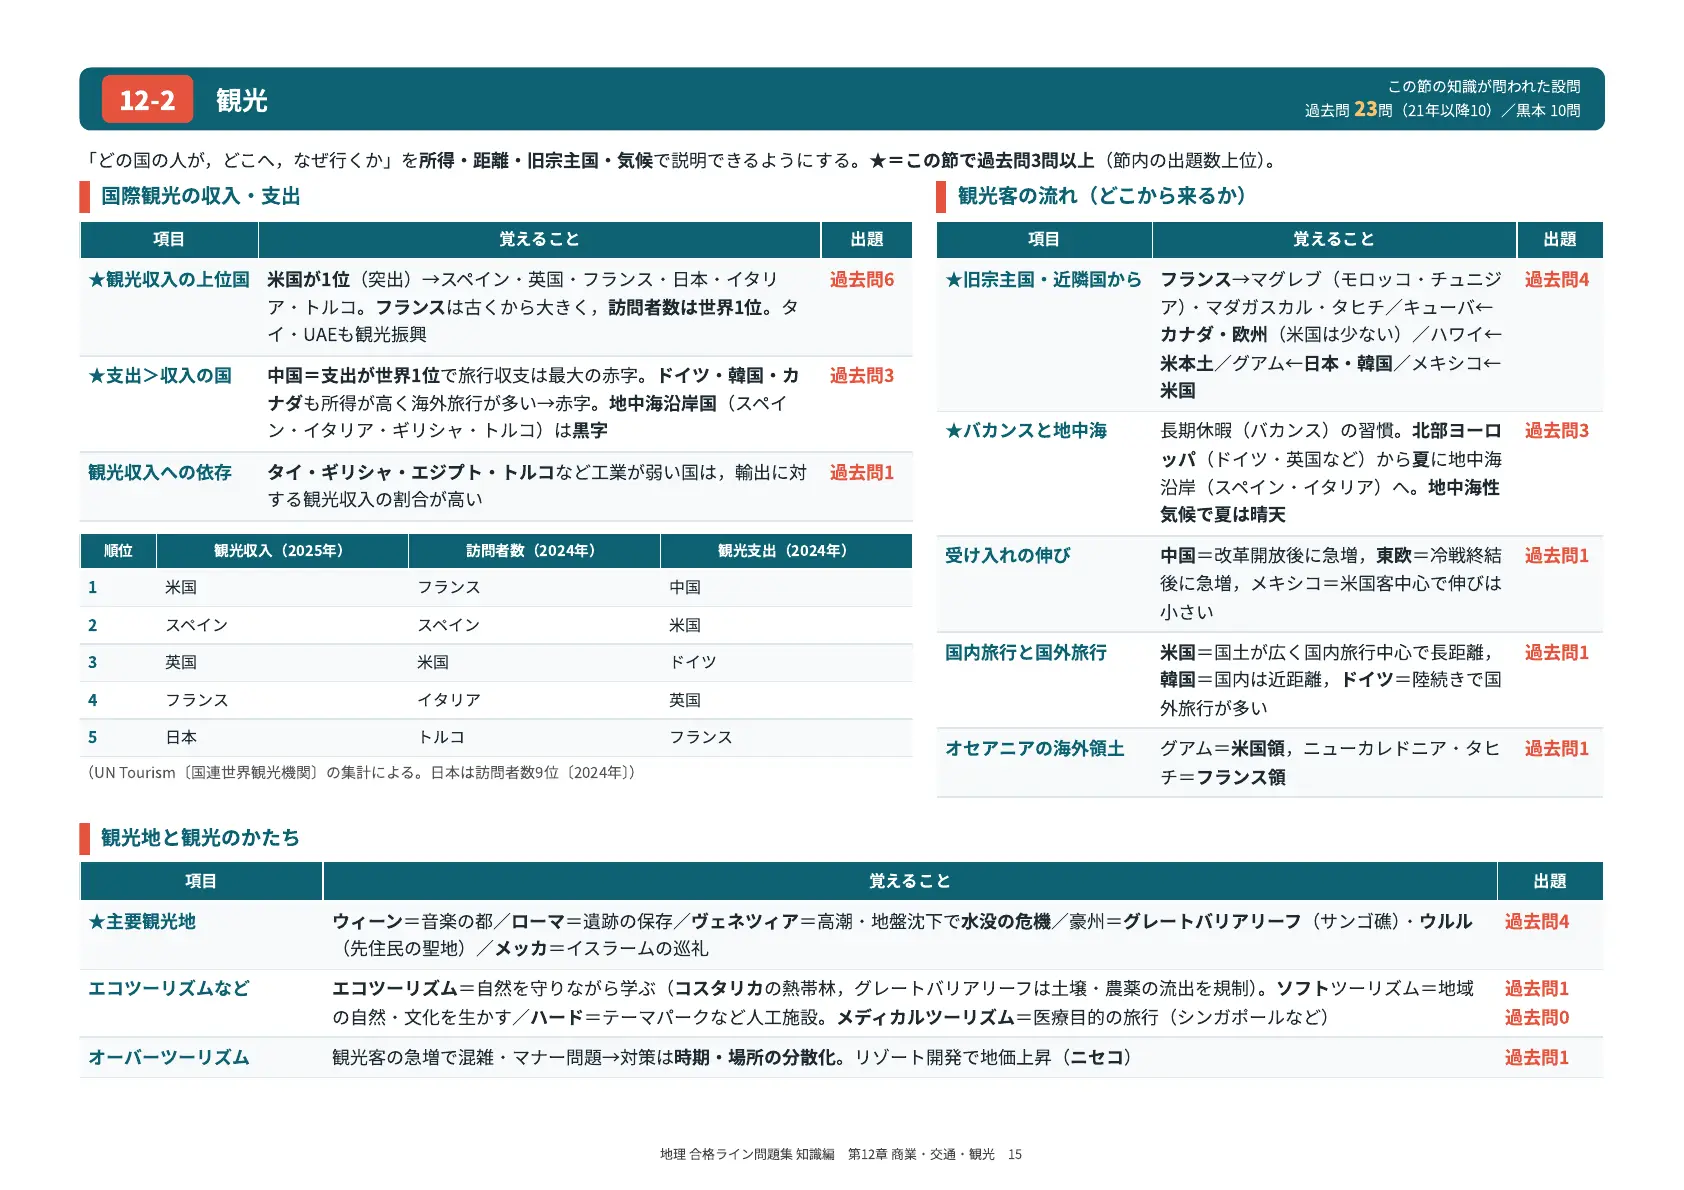 12-2 観光
この節の知識が問われた設問
過去問 23問（21年以降10）／黒本 10問
「どの国の人が，どこへ，なぜ行くか」を所得・距離・旧宗主国・気候で説明できるようにする。★＝この節で過去問3問以上（節内の出題数上位）。
国際観光の収入・支出
項目 覚えること 出題
★観光収入の上位国 米国が1位（突出）→スペイン・英国・フランス・日本・イタリ 過去問6
ア・トルコ。フランスは古くから大きく，訪問者数は世界1位。タ
イ・UAEも観光振興
★支出＞収入の国 中国＝支出が世界1位で旅行収支は最大の赤字。ドイツ・韓国・カ 過去問3
ナダも所得が高く海外旅行が多い→赤字。地中海沿岸国（スペイ
ン・イタリア・ギリシャ・トルコ）は黒字
観光収入への依存 タイ・ギリシャ・エジプト・トルコなど工業が弱い国は，輸出に対 過去問1
する観光収入の割合が高い
順位 観光収入（2025年） 訪問者数（2024年） 観光支出（2024年）
1 米国 フランス 中国
2 スペイン スペイン 米国
3 英国 米国 ドイツ
4 フランス イタリア 英国
5 日本 トルコ フランス
（UN Tourism〔国連世界観光機関〕の集計による。日本は訪問者数9位〔2024年〕）
観光客の流れ（どこから来るか）
項目 覚えること 出題
★旧宗主国・近隣国から フランス→マグレブ（モロッコ・チュニジ 過去問4
ア）・マダガスカル・タヒチ／キューバ←
カナダ・欧州（米国は少ない）／ハワイ←
米本土／グアム←日本・韓国／メキシコ←
米国
★バカンスと地中海 長期休暇（バカンス）の習慣。北部ヨーロ 過去問3
ッパ（ドイツ・英国など）から夏に地中海
沿岸（スペイン・イタリア）へ。地中海性
気候で夏は晴天
受け入れの伸び 中国＝改革開放後に急増，東欧＝冷戦終結 過去問1
後に急増，メキシコ＝米国客中心で伸びは
小さい
国内旅行と国外旅行 米国＝国土が広く国内旅行中心で長距離， 過去問1
韓国＝国内は近距離，ドイツ＝陸続きで国
外旅行が多い
オセアニアの海外領土 グアム＝米国領，ニューカレドニア・タヒ 過去問1
チ＝フランス領
観光地と観光のかたち
項目 覚えること 出題
★主要観光地 ウィーン＝音楽の都／ローマ＝遺跡の保存／ヴェネツィア＝高潮・地盤沈下で水没の危機／豪州＝グレートバリアリーフ（サンゴ礁）・ウルル 過去問4
（先住民の聖地）／メッカ＝イスラームの巡礼
エコツーリズムなど エコツーリズム＝自然を守りながら学ぶ（コスタリカの熱帯林，グレートバリアリーフは土壌・農薬の流出を規制）。ソフトツーリズム＝地域 過去問1
の自然・文化を生かす／ハード＝テーマパークなど人工施設。メディカルツーリズム＝医療目的の旅行（シンガポールなど） 過去問0
オーバーツーリズム 観光客の急増で混雑・マナー問題→対策は時期・場所の分散化。リゾート開発で地価上昇（ニセコ） 過去問1
地理 合格ライン問題集 知識編 第12章 商業・交通・観光 15